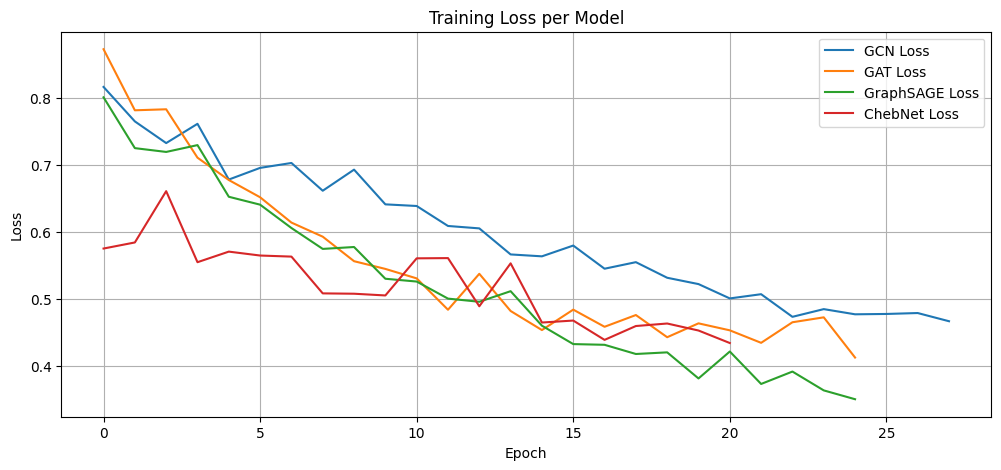 Training Loss per Model
GCN Loss
GAT Loss
GraphSAGE Loss
ChebNet Loss
Loss
0.8
0.7
0.6
0.5
0.4
0 5 10 15 20 25
Epoch